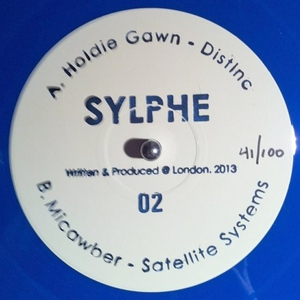 A. Holdie Gawn - DistInc
SYLPHE
41/100
Written & Produced @ London. 2013
02
B. Micawber - Satellite Systems